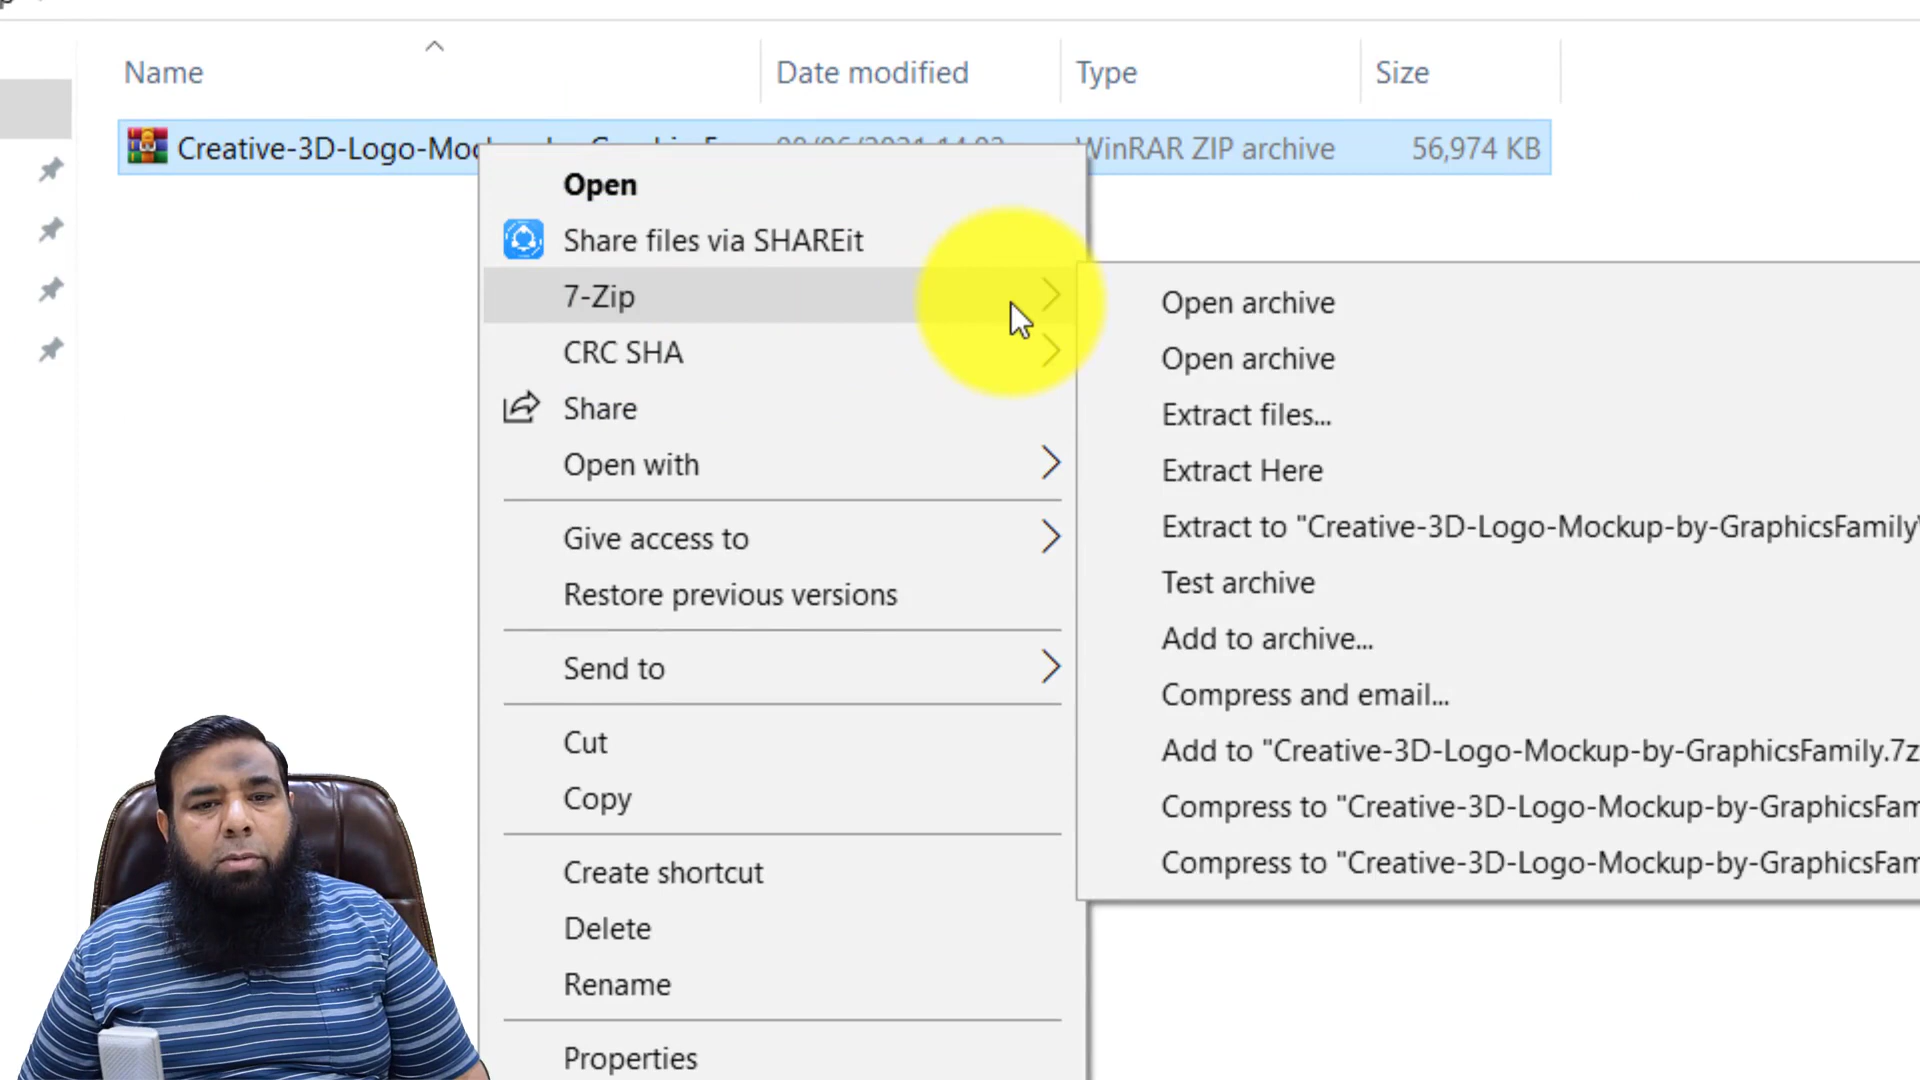 Name Date modified Type Size
Creative-3D-Logo-Moc WinRAR ZIP archive 56,974 KB
Open
Share files via SHAREit
7-Zip
CRC SHA
Share
Open with
Give access to
Restore previous versions
Send to
Cut
Copy
Create shortcut
Delete
Rename
Properties
Open archive
Open archive
Extract files...
Extract Here
Extract to "Creative-3D-Logo-Mockup-by-GraphicsFamily\
Test archive
Add to archive...
Compress and email...
Add to "Creative-3D-Logo-Mockup-by-GraphicsFamily.7z
Compress to "Creative-3D-Logo-Mockup-by-GraphicsFam
Compress to "Creative-3D-Logo-Mockup-by-GraphicsFam